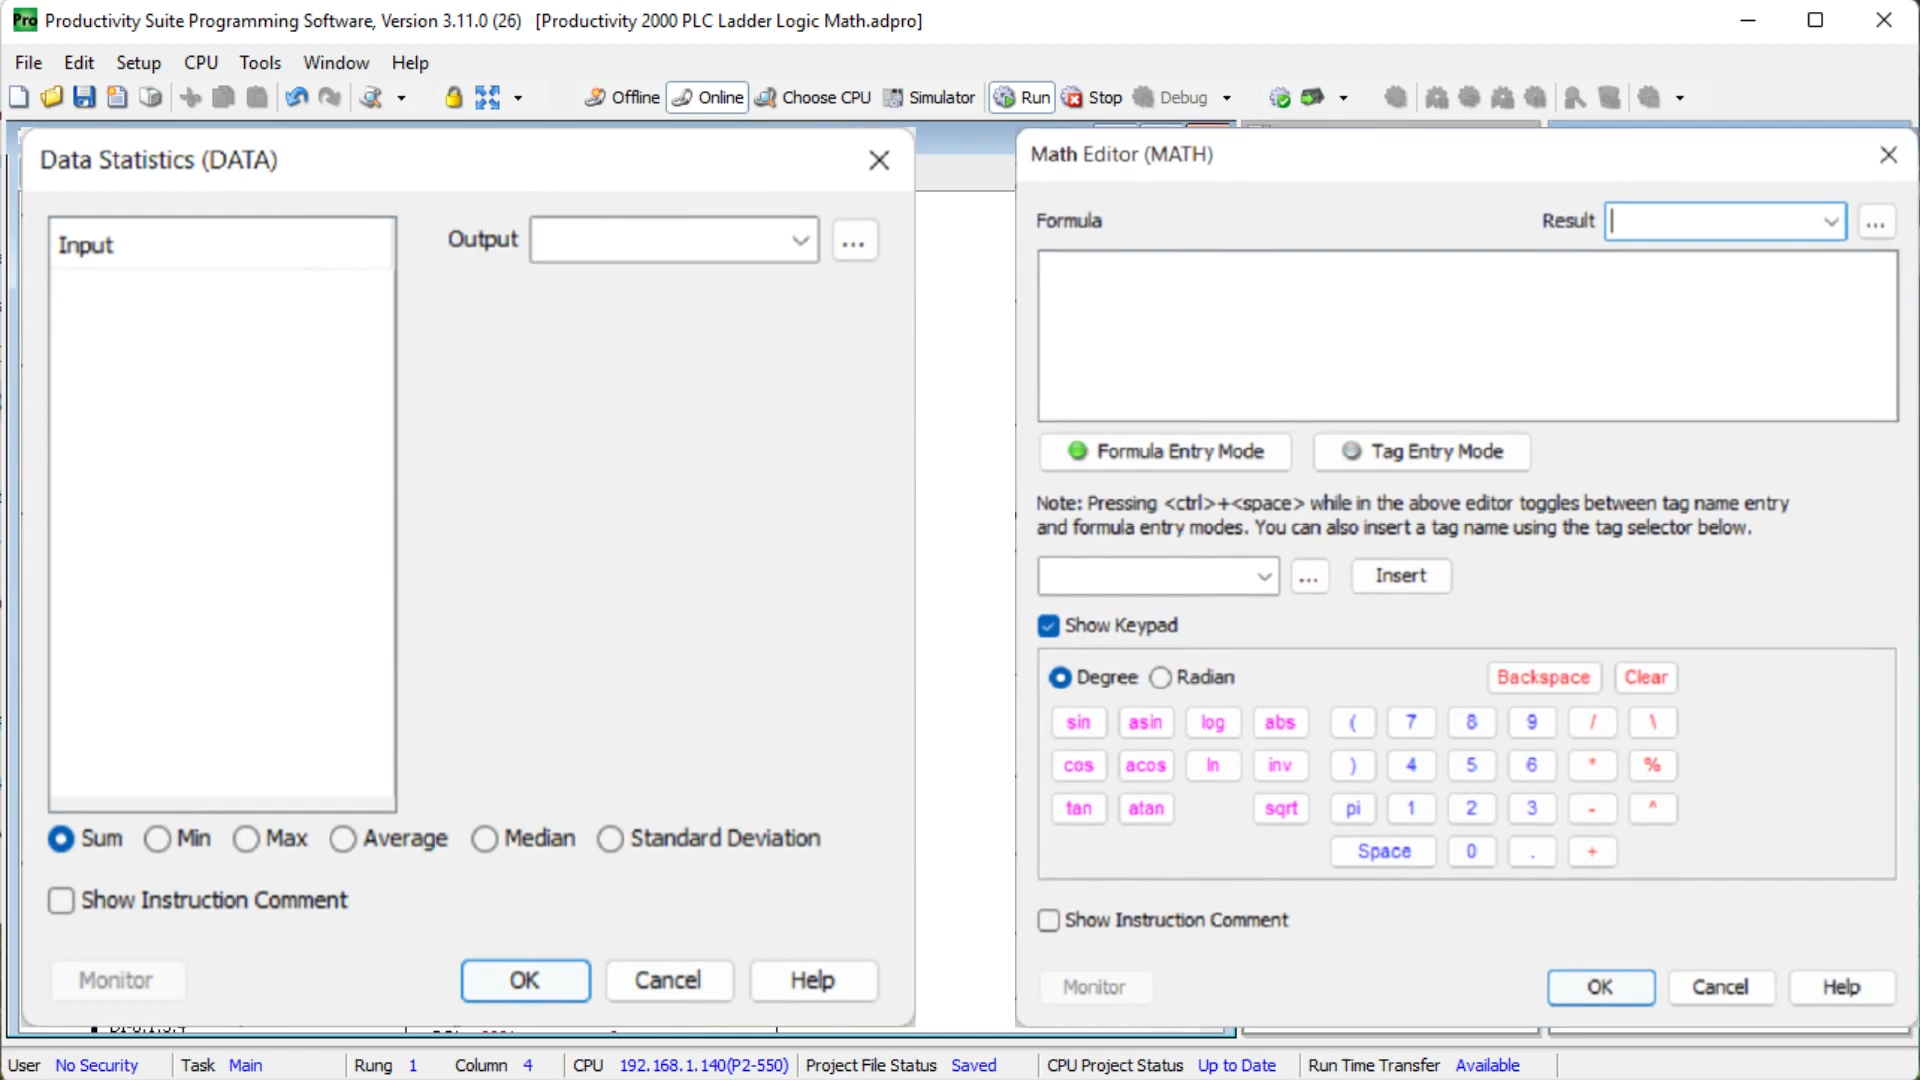 Pro Productivity Suite Programming Software, Version 3.11.0 (26) [Productivity 2000 PLC Ladder Logic Math.adpro]
File Edit Setup CPU Tools Window Help
Offline Online Choose CPU Simulator Run Stop Debug
Data Statistics (DATA)
Input
Output
...
Sum Min Max Average Median Standard Deviation
Show Instruction Comment
Monitor OK Cancel Help
Math Editor (MATH)
Formula
Result
...
Formula Entry Mode Tag Entry Mode
Note: Pressing <ctrl>+<space> while in the above editor toggles between tag name entry
and formula entry modes. You can also insert a tag name using the tag selector below.
... Insert
Show Keypad
Degree Radian Backspace Clear
sin asin log abs ( 7 8 9 / \
cos acos ln inv ) 4 5 6 * %
tan atan sqrt pi 1 2 3 - ^
Space 0 . +
Show Instruction Comment
Monitor OK Cancel Help
User No Security Task Main Rung 1 Column 4 CPU 192.168.1.140(P2-550) Project File Status Saved CPU Project Status Up to Date Run Time Transfer Available